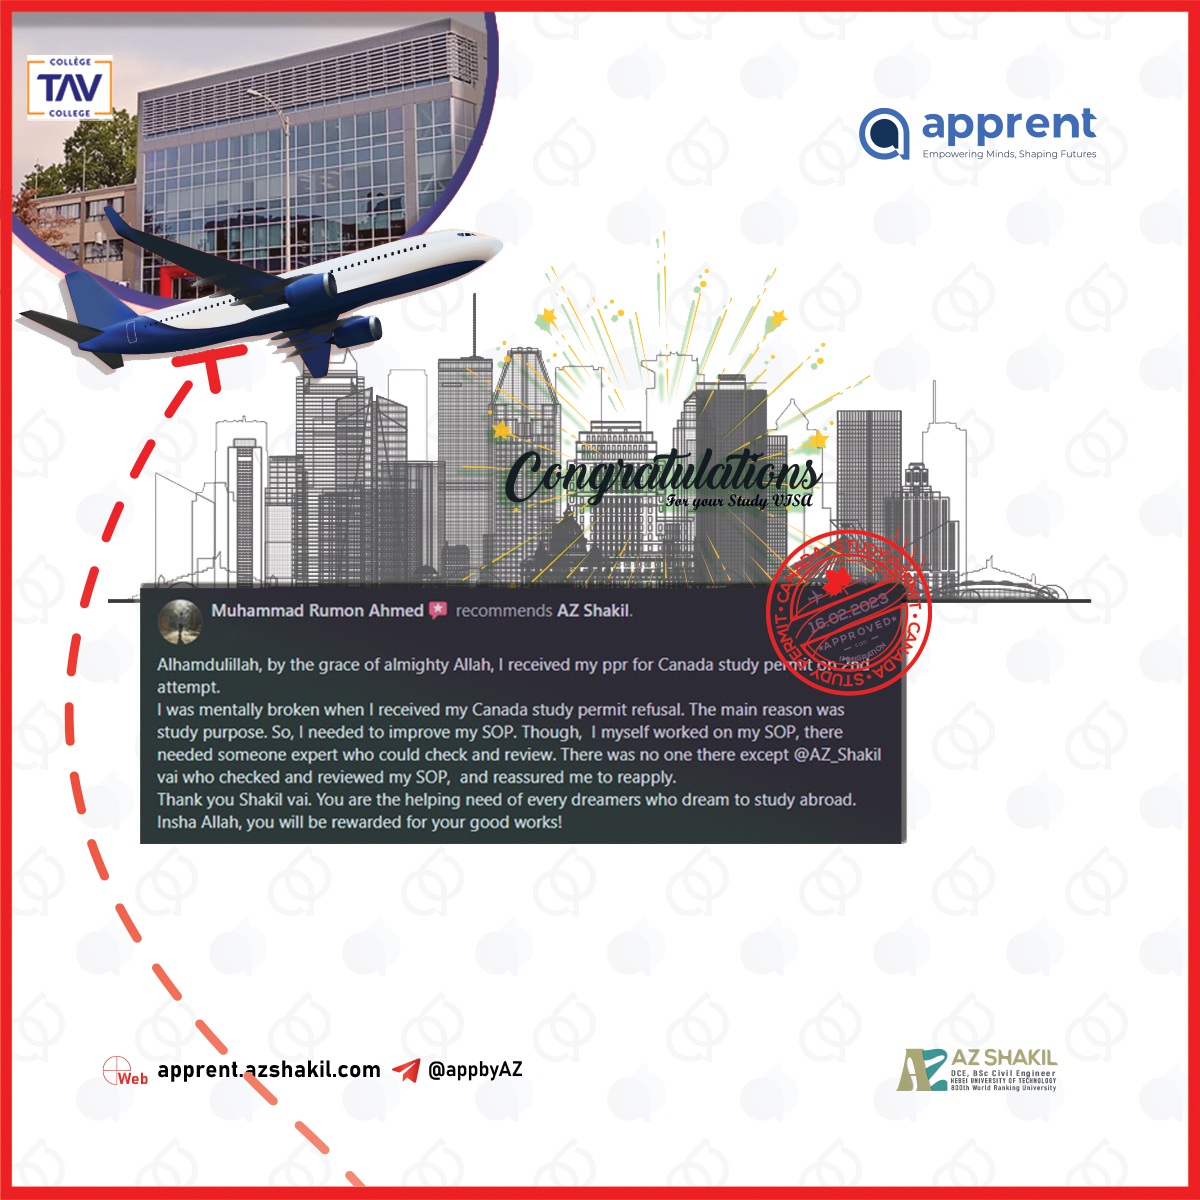 COLLÈGE
TAV
COLLEGE
apprent
Empowering Minds, Shaping Futures
Congratulations
For your Study VISA
CANADA • STUDY PERMIT • CANADA • STUDY PERMIT •
16.02.2023
*APPROVED*
IMMIGRATION
Muhammad Rumon Ahmed recommends AZ Shakil.
Alhamdulillah, by the grace of almighty Allah, I received my ppr for Canada study permit on 2nd
attempt.
I was mentally broken when I received my Canada study permit refusal. The main reason was
study purpose. So, I needed to improve my SOP. Though,  I myself worked on my SOP, there
needed someone expert who could check and review. There was no one there except @AZ_Shakil
vai who checked and reviewed my SOP,  and reassured me to reapply.
Thank you Shakil vai. You are the helping need of every dreamers who dream to study abroad.
Insha Allah, you will be rewarded for your good works!
Web apprent.azshakil.com @appbyAZ
AZ AZ SHAKIL
DCE, BSc Civil Engineer
HEBEI UNIVERSITY OF TECHNOLOGY
800th World Ranking University